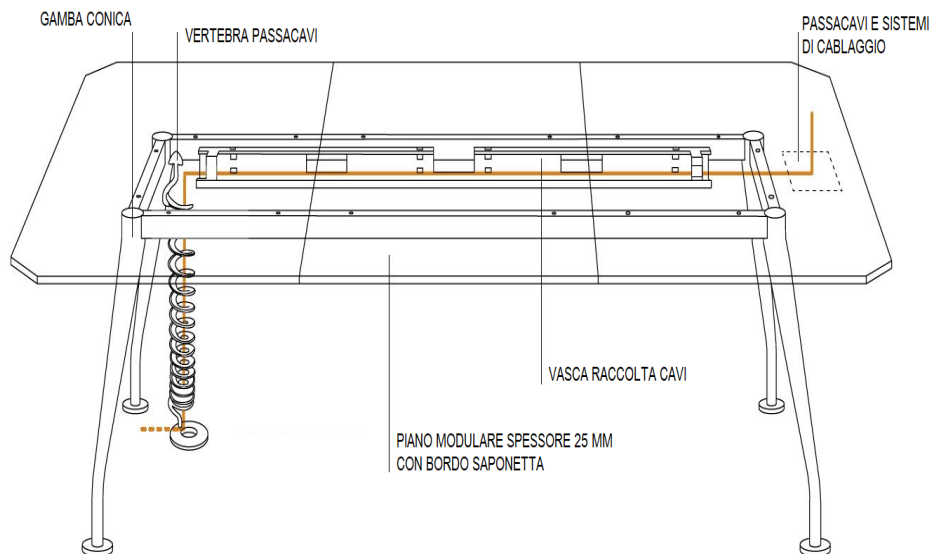 GAMBA CONICA
VERTEBRA PASSACAVI
PASSACAVI E SISTEMI
DI CABLAGGIO
VASCA RACCOLTA CAVI
PIANO MODULARE SPESSORE 25 MM
CON BORDO SAPONETTA